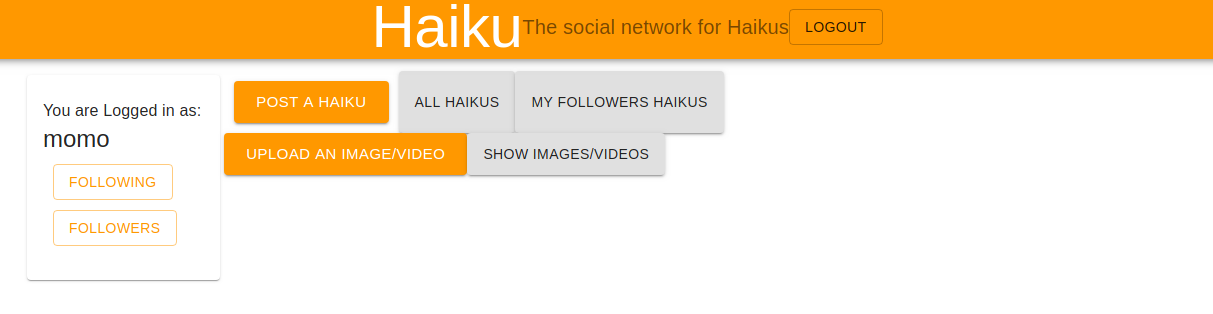 Haiku The social network for Haikus LOGOUT
You are Logged in as:
momo
FOLLOWING
FOLLOWERS
POST A HAIKU ALL HAIKUS MY FOLLOWERS HAIKUS
UPLOAD AN IMAGE/VIDEO SHOW IMAGES/VIDEOS